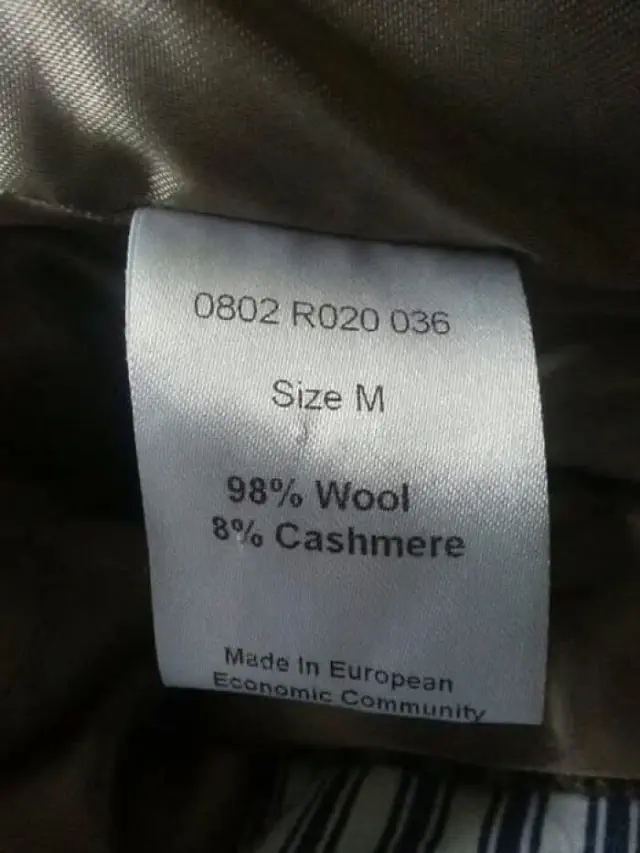 0802 R020 036
Size M
98% Wool
8% Cashmere
Made In European
Economic Community